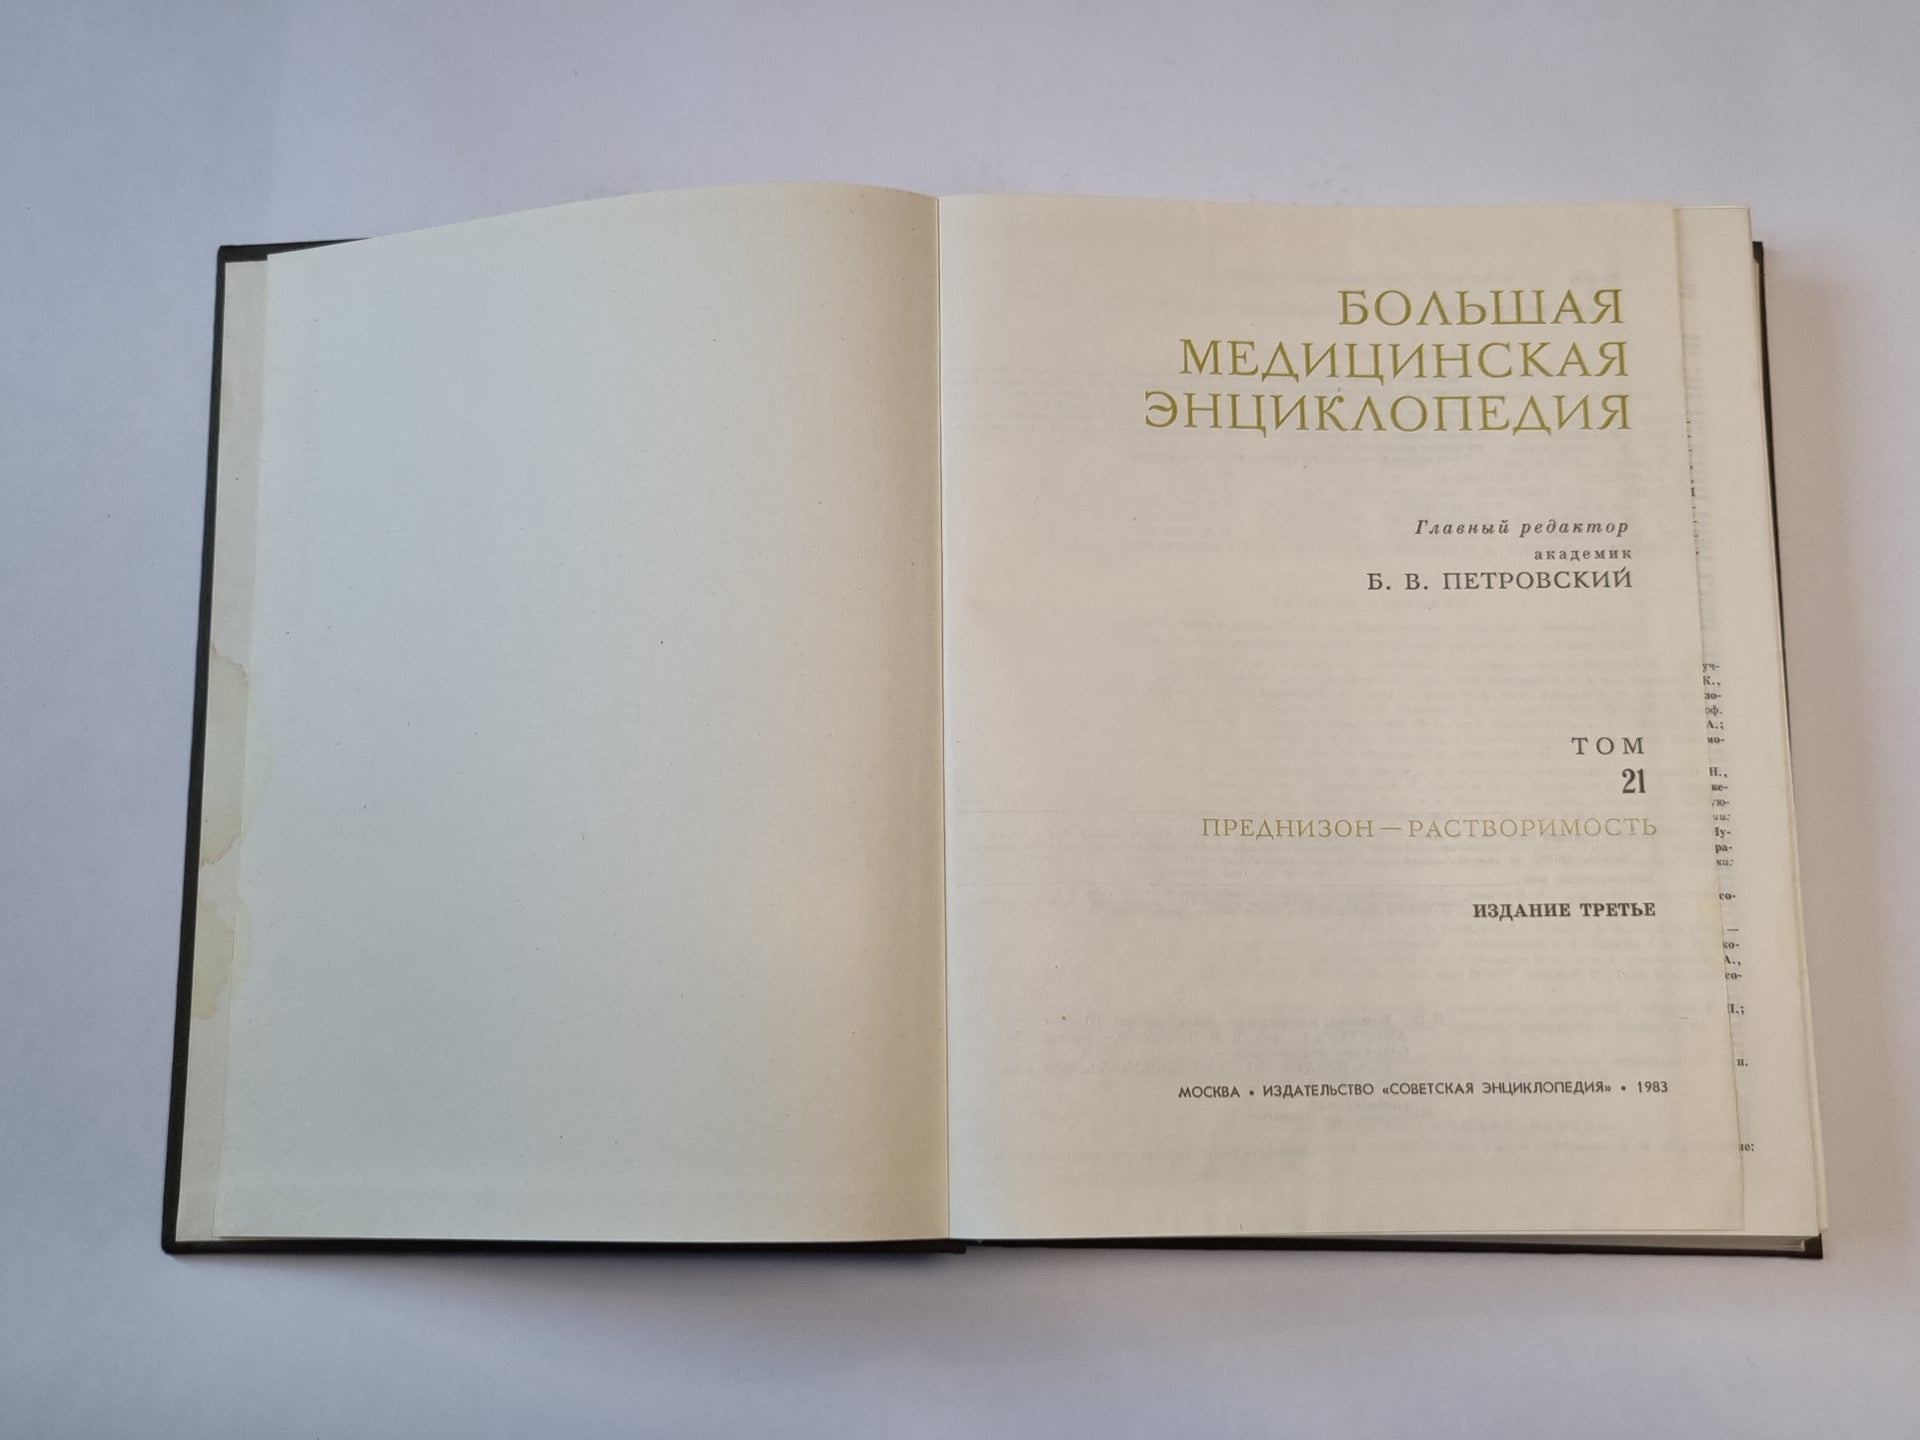 БОЛЬШАЯ
МЕДИЦИНСКАЯ
ЭНЦИКЛОПЕДИЯ
Главный редактор
академик
Б. В. ПЕТРОВСКИЙ
ТОМ
21
ПРЕДНИЗОН — РАСТВОРИМОСТЬ
ИЗДАНИЕ ТРЕТЬЕ
МОСКВА • ИЗДАТЕЛЬСТВО «СОВЕТСКАЯ ЭНЦИКЛОПЕДИЯ» • 1983